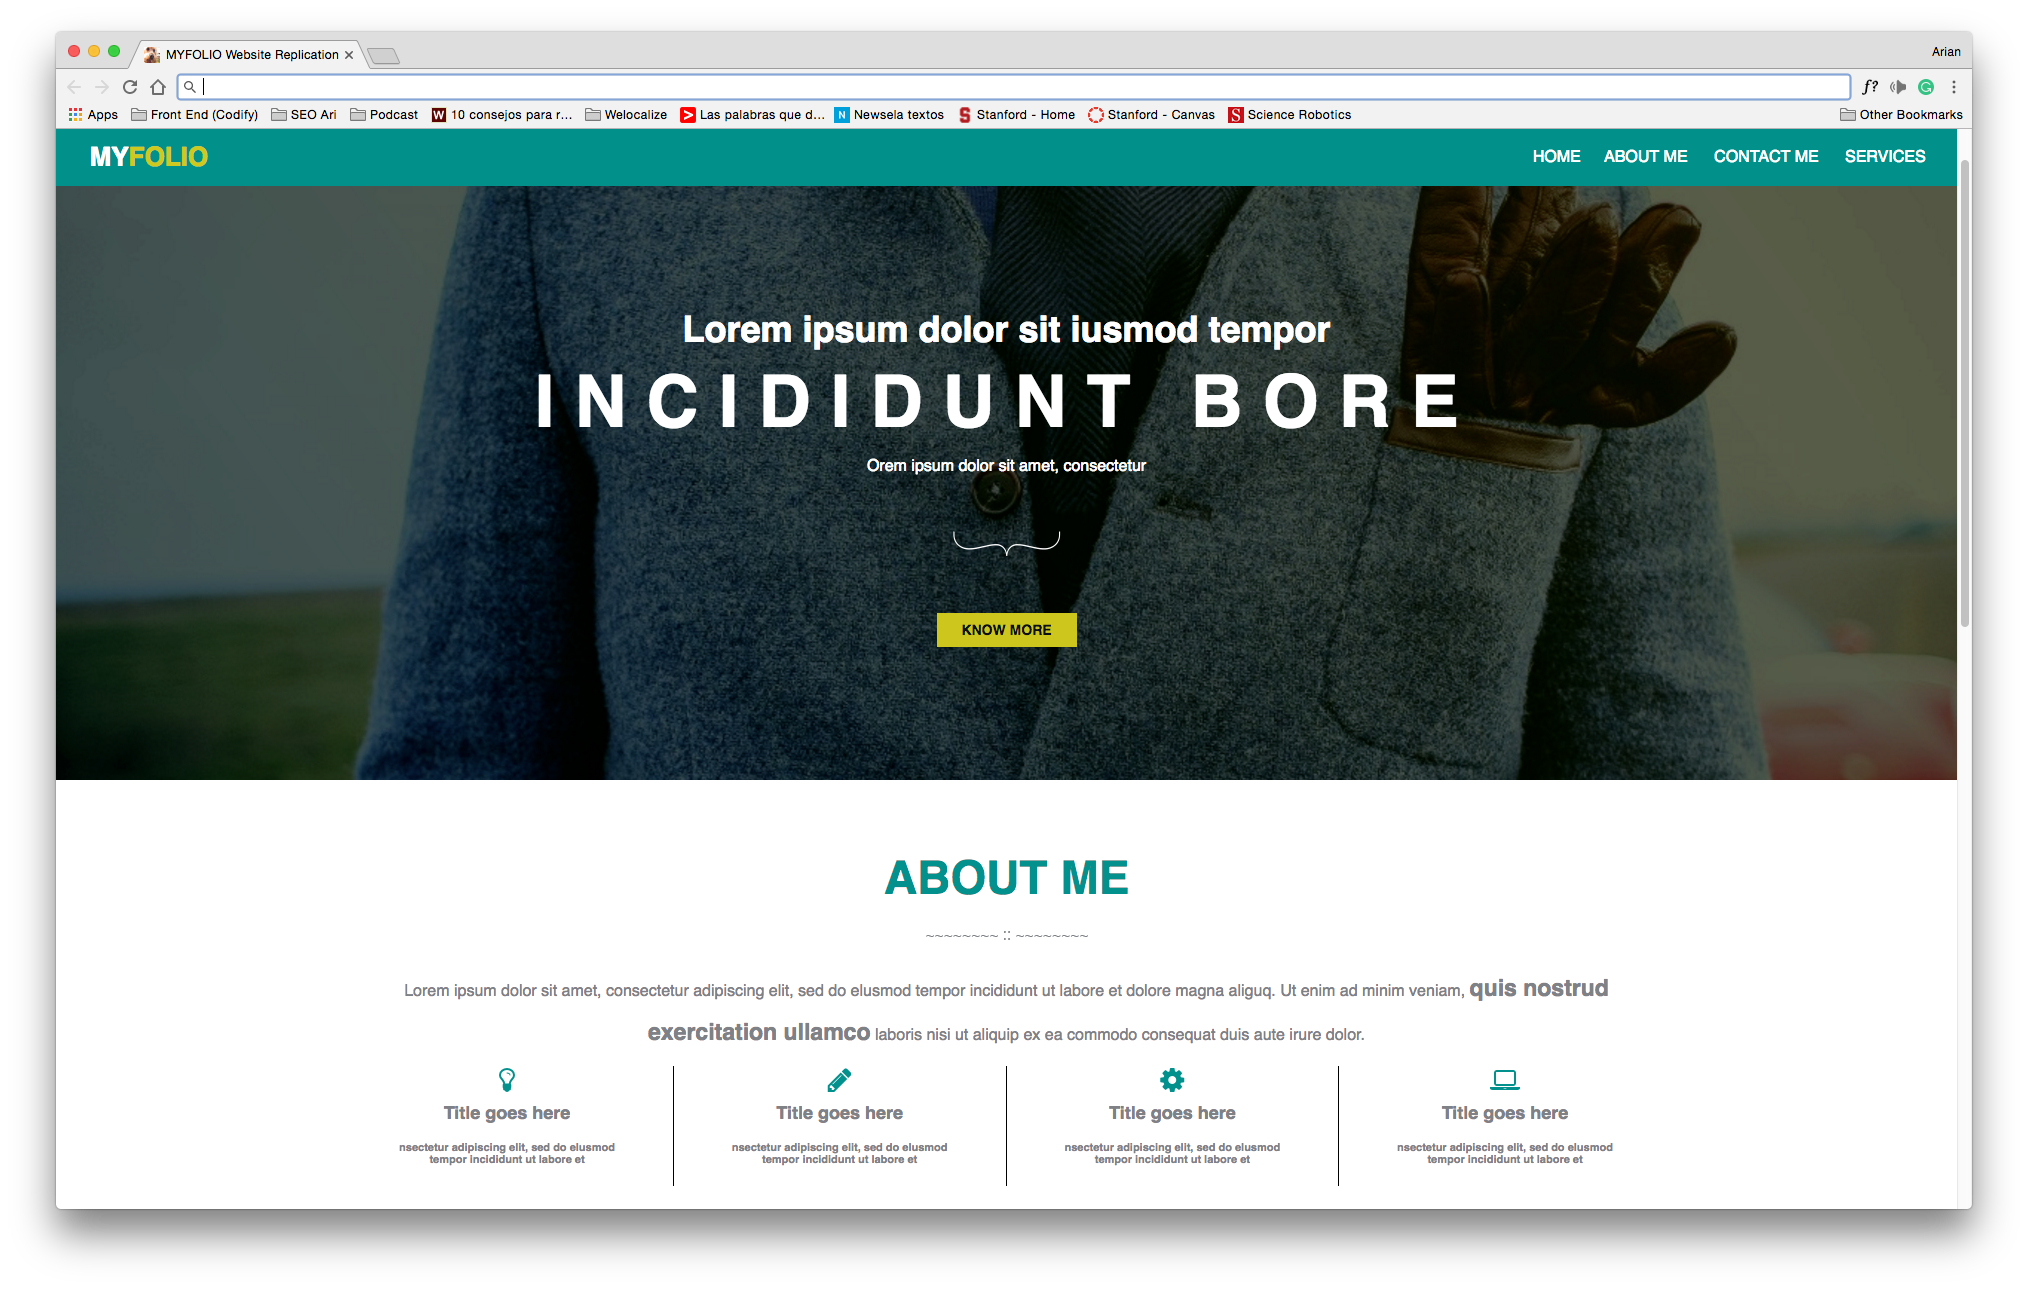 MYFOLIO Website Replication
Arian
f?
Apps Front End (Codify) SEO Ari Podcast W 10 consejos para r... Welocalize Las palabras que d... N Newsela textos S Stanford - Home Stanford - Canvas S Science Robotics Other Bookmarks
MYFOLIO HOME ABOUT ME CONTACT ME SERVICES
Lorem ipsum dolor sit iusmod tempor
INCIDIDUNT BORE
Orem ipsum dolor sit amet, consectetur
KNOW MORE
ABOUT ME
~~~~~~~~ :: ~~~~~~~~
Lorem ipsum dolor sit amet, consectetur adipiscing elit, sed do elusmod tempor incididunt ut labore et dolore magna aliguq. Ut enim ad minim veniam, quis nostrud
exercitation ullamco laboris nisi ut aliquip ex ea commodo consequat duis aute irure dolor.
Title goes here Title goes here Title goes here Title goes here
nsectetur adipiscing elit, sed do elusmod nsectetur adipiscing elit, sed do elusmod nsectetur adipiscing elit, sed do elusmod nsectetur adipiscing elit, sed do elusmod
tempor incididunt ut labore et tempor incididunt ut labore et tempor incididunt ut labore et tempor incididunt ut labore et